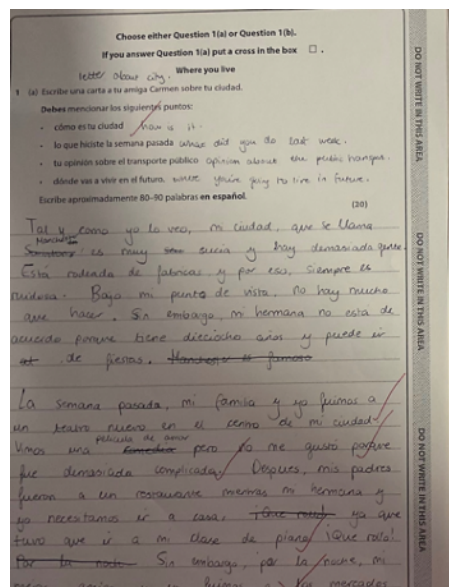 Choose either Question 1(a) or Question 1(b).
If you answer Question 1(a) put a cross in the box
letter about city. Where you live
1 (a) Escribe una carta a tu amiga Carmen sobre tu ciudad.
Debes mencionar los siguientes puntos:
• cómo es tu ciudad how is it.
• lo que hiciste la semana pasada what did you do last week.
• tu opinión sobre el transporte público opinion about the public transport.
• dónde vas a vivir en el futuro. where you're going to live in future.
Escribe aproximadamente 80–90 palabras en español.
(20)
DO NOT WRITE IN THIS AREA
DO NOT WRITE IN THIS AREA
DO NOT WRITE IN THIS AREA
Tal y como yo lo veo, mi ciudad, que se llama
Manchester es muy sucia y hay demasiada gente.
Está rodeada de fabricas y por eso, siempre es
ruidosa. Bajo mi punto de vista, no hay mucho
que hacer. Sin embargo, mi hermana no esta de
acuerdo porque tiene dieciocho años y puede ir
de fiestas. Manchester es famoso
La semana pasada, mi familia y yo fuimos a
un teatro nuevo en el centro de mi ciudad.
Vimos una pelicula de amor pero no me gustó porque
fue demasiada complicada. Despues, mis padres
fueron a un restaurante mientras mi hermana y
yo necesitamos ir a casa, ya que
tuvo que ir a mi clase de piano ¡Que rollo!
Por la noche Sin embargo, por la noche, mi
fuimos a mercados